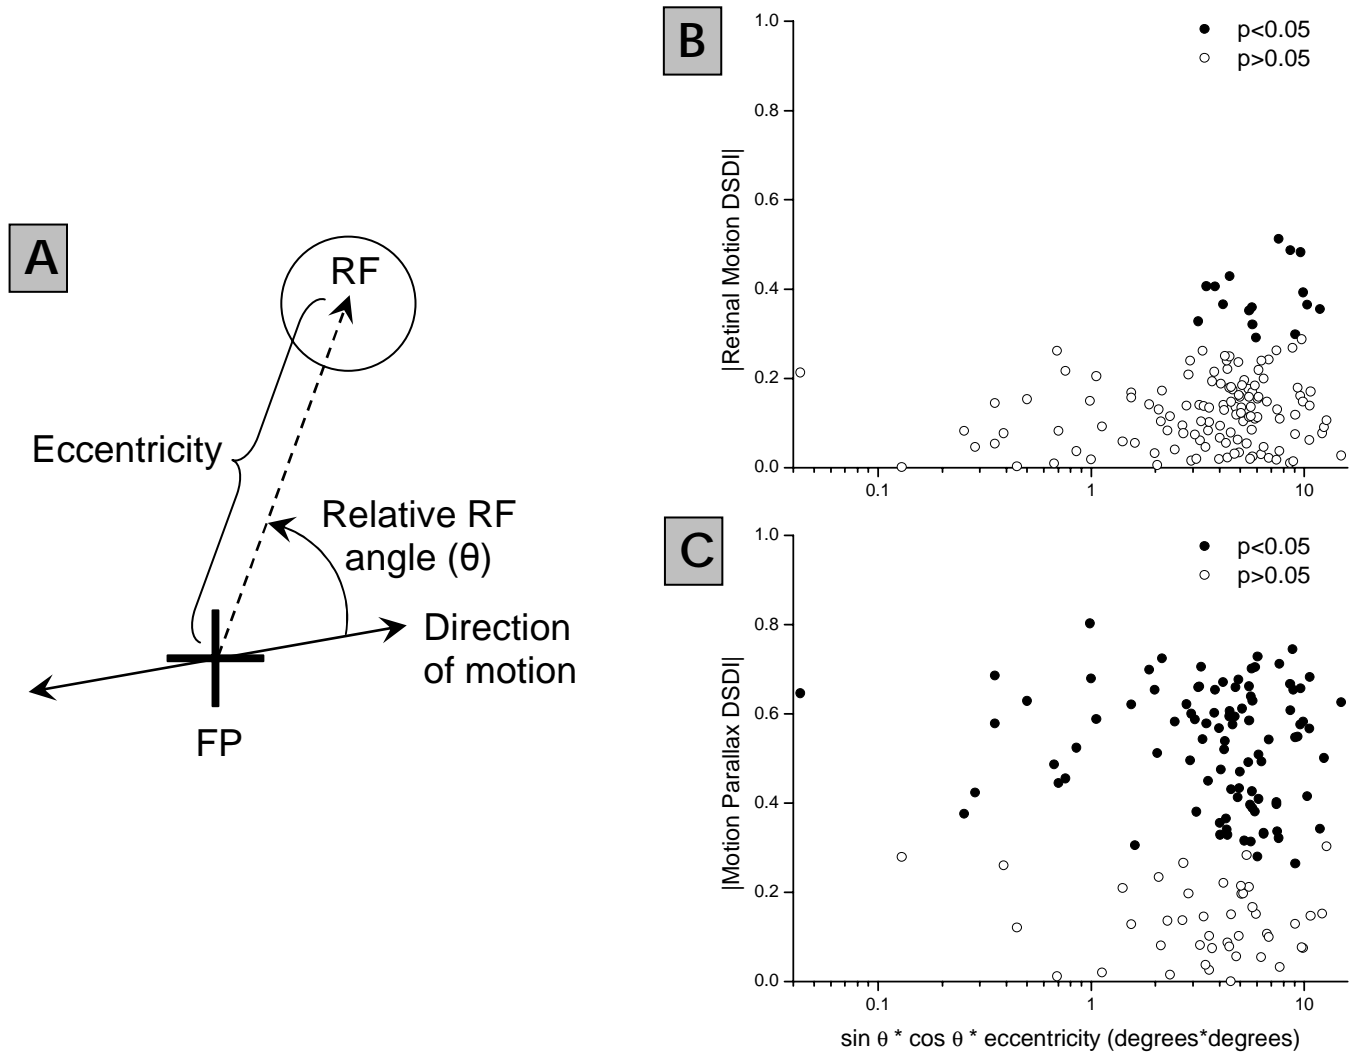 A
RF
Eccentricity
Relative RF
angle (θ)
Direction
of motion
FP
B
p<0.05
p>0.05
|Retinal Motion DSDI|
1.0
0.8
0.6
0.4
0.2
0.0
0.1
1
10
C
p<0.05
p>0.05
|Motion Parallax DSDI|
1.0
0.8
0.6
0.4
0.2
0.0
0.1
1
10
sin θ * cos θ * eccentricity (degrees*degrees)